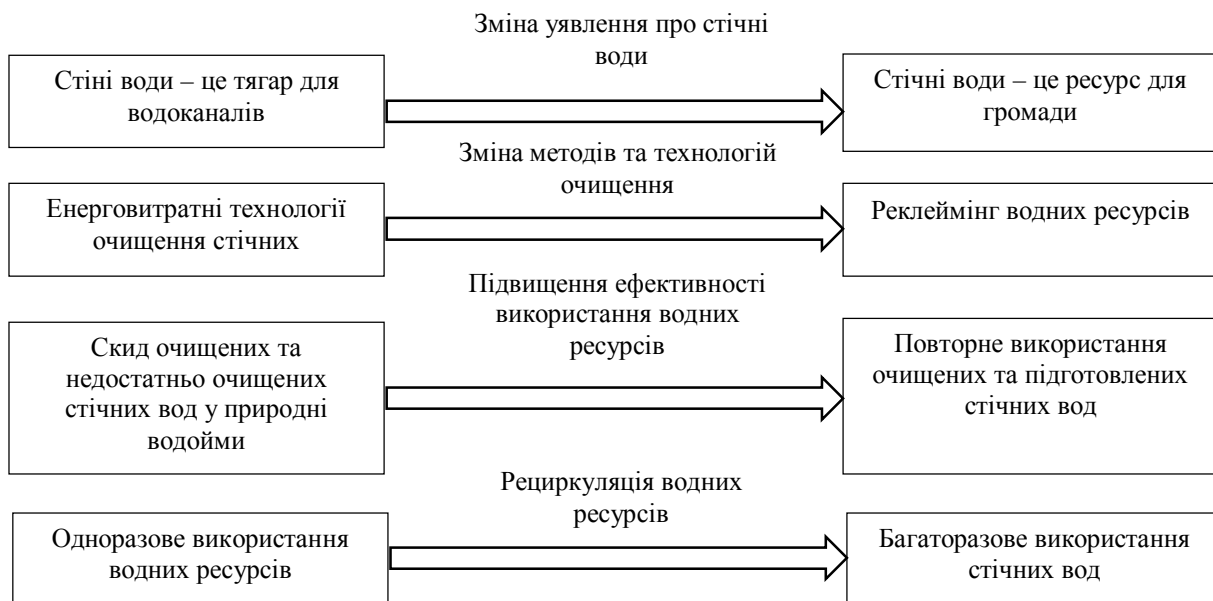 Зміна уявлення про стічні
води
Стіні води – це тягар для
водоканалів
Стічні води – це ресурс для
громади
Зміна методів та технологій
очищення
Енерговитратні технології
очищення стічних
Реклеймінг водних ресурсів
Підвищення ефективності
використання водних
ресурсів
Скид очищених та
недостатньо очищених
стічних вод у природні
водойми
Повторне використання
очищених та підготовлених
стічних вод
Рециркуляція водних
ресурсів
Одноразове використання
водних ресурсів
Багаторазове використання
стічних вод